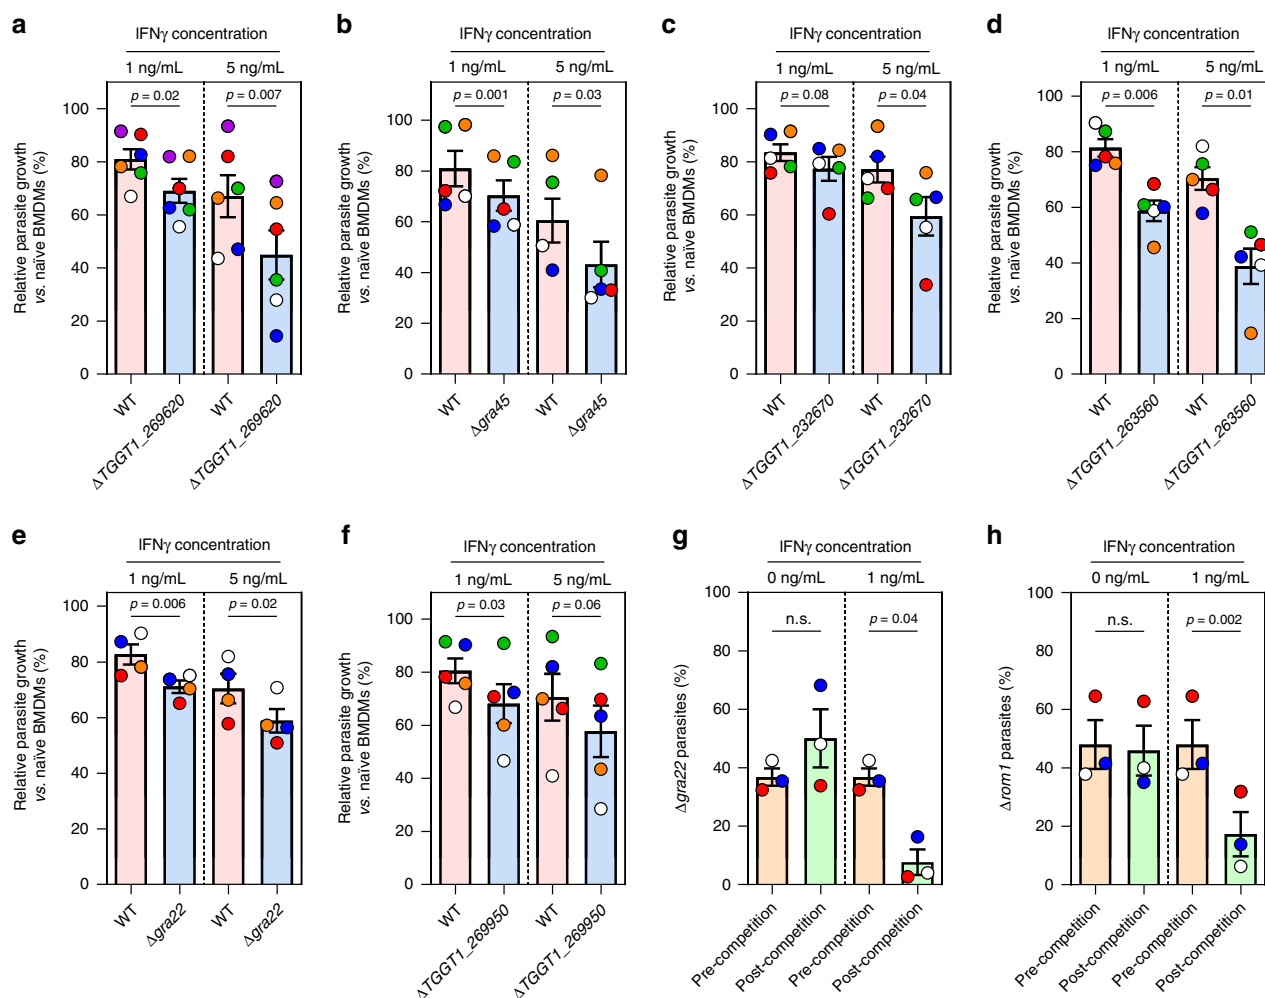 a
IFNγ concentration
1 ng/mL
5 ng/mL
p = 0.02
p = 0.007
Relative parasite growth
vs. naïve BMDMs (%)
100
80
60
40
20
0
WT
ΔTGGT1_269620
WT
ΔTGGT1_269620
b
IFNγ concentration
1 ng/mL
5 ng/mL
p = 0.001
p = 0.03
Relative parasite growth
vs. naïve BMDMs (%)
100
80
60
40
20
0
WT
Δgra45
WT
Δgra45
c
IFNγ concentration
1 ng/mL
5 ng/mL
p = 0.08
p = 0.04
Relative parasite growth
vs. naïve BMDMs (%)
100
80
60
40
20
0
WT
ΔTGGT1_232670
WT
ΔTGGT1_232670
d
IFNγ concentration
1 ng/mL
5 ng/mL
p = 0.006
p = 0.01
Relative parasite growth
vs. naïve BMDMs (%)
100
80
60
40
20
0
WT
ΔTGGT1_263560
WT
ΔTGGT1_263560
e
IFNγ concentration
1 ng/mL
5 ng/mL
p = 0.006
p = 0.02
Relative parasite growth
vs. naïve BMDMs (%)
100
80
60
40
20
0
WT
Δgra22
WT
Δgra22
f
IFNγ concentration
1 ng/mL
5 ng/mL
p = 0.03
p = 0.06
Relative parasite growth
vs. naïve BMDMs (%)
100
80
60
40
20
0
WT
ΔTGGT1_269950
WT
ΔTGGT1_269950
g
IFNγ concentration
0 ng/mL
1 ng/mL
n.s.
p = 0.04
Δgra22 parasites (%)
100
80
60
40
20
0
Pre-competition
Post-competition
Pre-competition
Post-competition
h
IFNγ concentration
0 ng/mL
1 ng/mL
n.s.
p = 0.002
Δrom1 parasites (%)
100
80
60
40
20
0
Pre-competition
Post-competition
Pre-competition
Post-competition